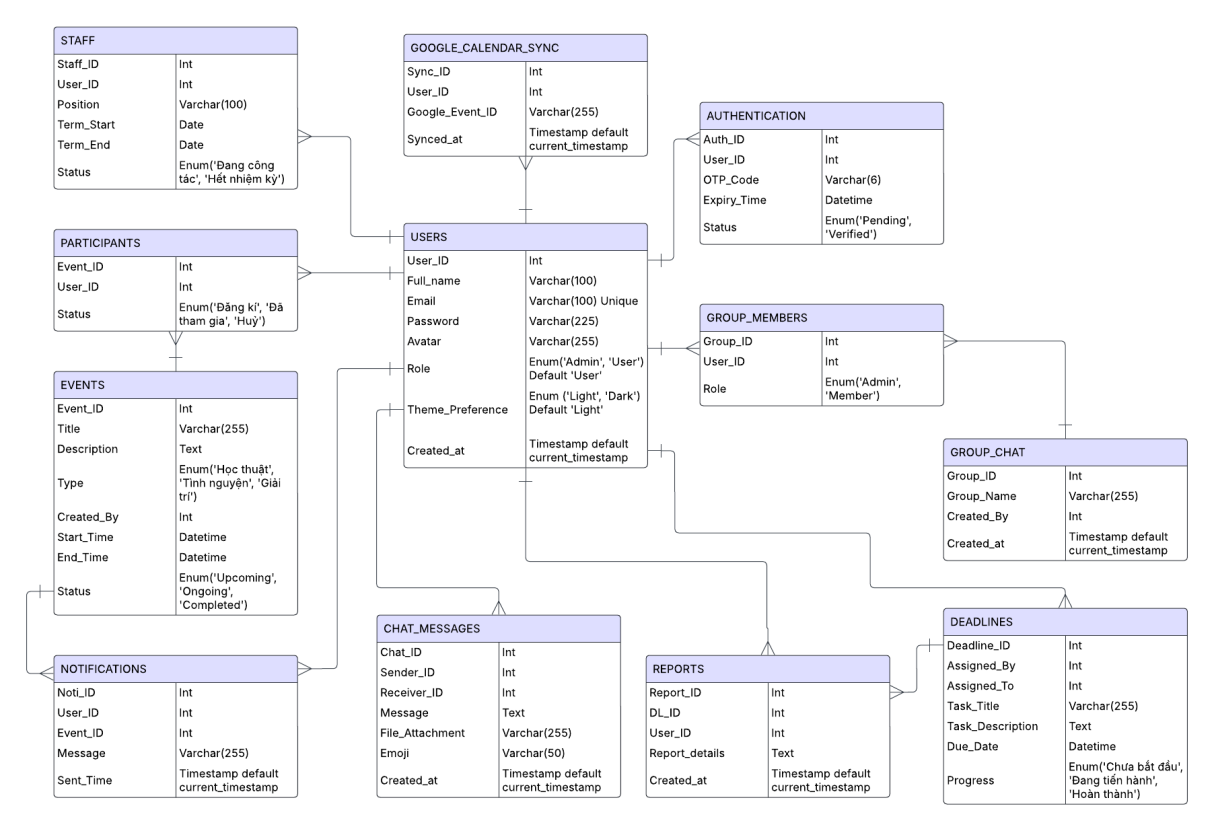 STAFF
Staff_ID Int
User_ID Int
Position Varchar(100)
Term_Start Date
Term_End Date
Status Enum('Đang công
tác', 'Hết nhiệm kỳ')
GOOGLE_CALENDAR_SYNC
Sync_ID Int
User_ID Int
Google_Event_ID Varchar(255)
Synced_at Timestamp default
current_timestamp
AUTHENTICATION
Auth_ID Int
User_ID Int
OTP_Code Varchar(6)
Expiry_Time Datetime
Status Enum('Pending',
'Verified')
PARTICIPANTS
Event_ID Int
User_ID Int
Status Enum('Đăng kí', 'Đã
tham gia', 'Huỷ')
USERS
User_ID Int
Full_name Varchar(100)
Email Varchar(100) Unique
Password Varchar(225)
Avatar Varchar(255)
Role Enum('Admin', 'User')
Default 'User'
Theme_Preference Enum ('Light', 'Dark')
Default 'Light'
Created_at Timestamp default
current_timestamp
GROUP_MEMBERS
Group_ID Int
User_ID Int
Role Enum('Admin',
'Member')
EVENTS
Event_ID Int
Title Varchar(255)
Description Text
Type Enum('Học thuật',
'Tình nguyện', 'Giải
trí')
Created_By Int
Start_Time Datetime
End_Time Datetime
Status Enum('Upcoming',
'Ongoing',
'Completed')
GROUP_CHAT
Group_ID Int
Group_Name Varchar(255)
Created_By Int
Created_at Timestamp default
current_timestamp
NOTIFICATIONS
Noti_ID Int
User_ID Int
Event_ID Int
Message Varchar(255)
Sent_Time Timestamp default
current_timestamp
CHAT_MESSAGES
Chat_ID Int
Sender_ID Int
Receiver_ID Int
Message Text
File_Attachment Varchar(255)
Emoji Varchar(50)
Created_at Timestamp default
current_timestamp
REPORTS
Report_ID Int
DL_ID Int
User_ID Int
Report_details Text
Created_at Timestamp default
current_timestamp
DEADLINES
Deadline_ID Int
Assigned_By Int
Assigned_To Int
Task_Title Varchar(255)
Task_Description Text
Due_Date Datetime
Progress Enum('Chưa bắt đầu',
'Đang tiến hành',
'Hoàn thành')